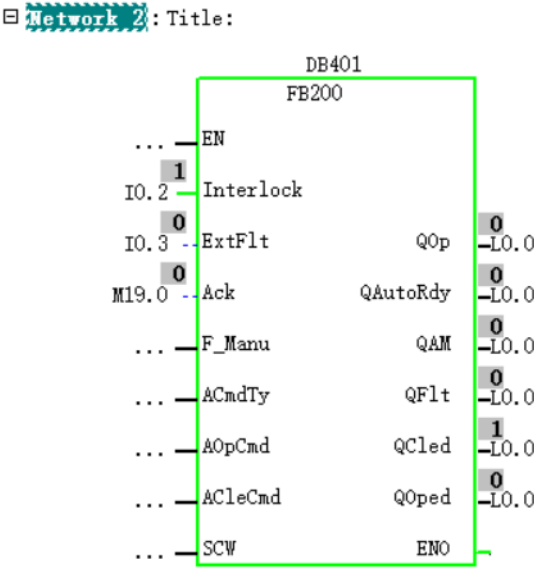 Network 2: Title:
DB401
FB200
... EN
1
I0.2 Interlock
0 0
I0.3 ExtFlt QOp L0.0
0 0
M19.0 Ack QAutoRdy L0.0
0
... F_Manu QAM L0.0
0
... ACmdTy QFlt L0.0
1
... AOpCmd QCled L0.0
0
... ACleCmd QOped L0.0
... SCW ENO